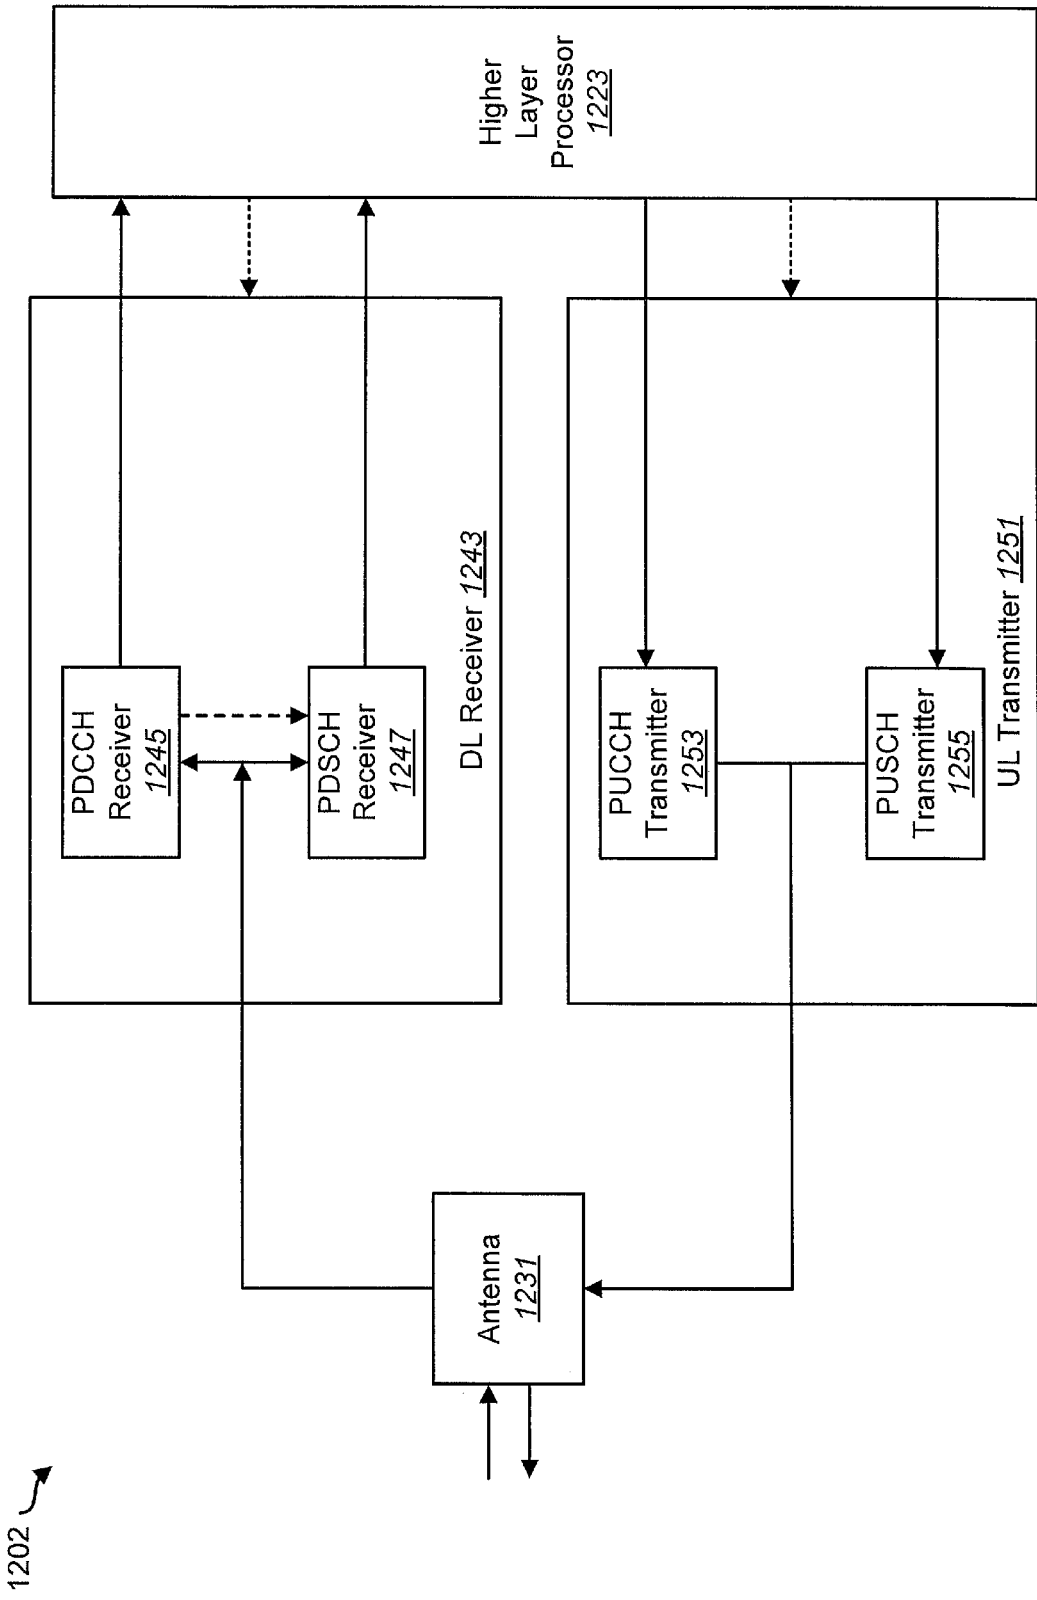 1202
Antenna
1231
PDCCH
Receiver
1245
PDSCH
Receiver
1247
DL Receiver 1243
PUCCH
Transmitter
1253
PUSCH
Transmitter
1255
UL Transmitter 1251
Higher
Layer
Processor
1223